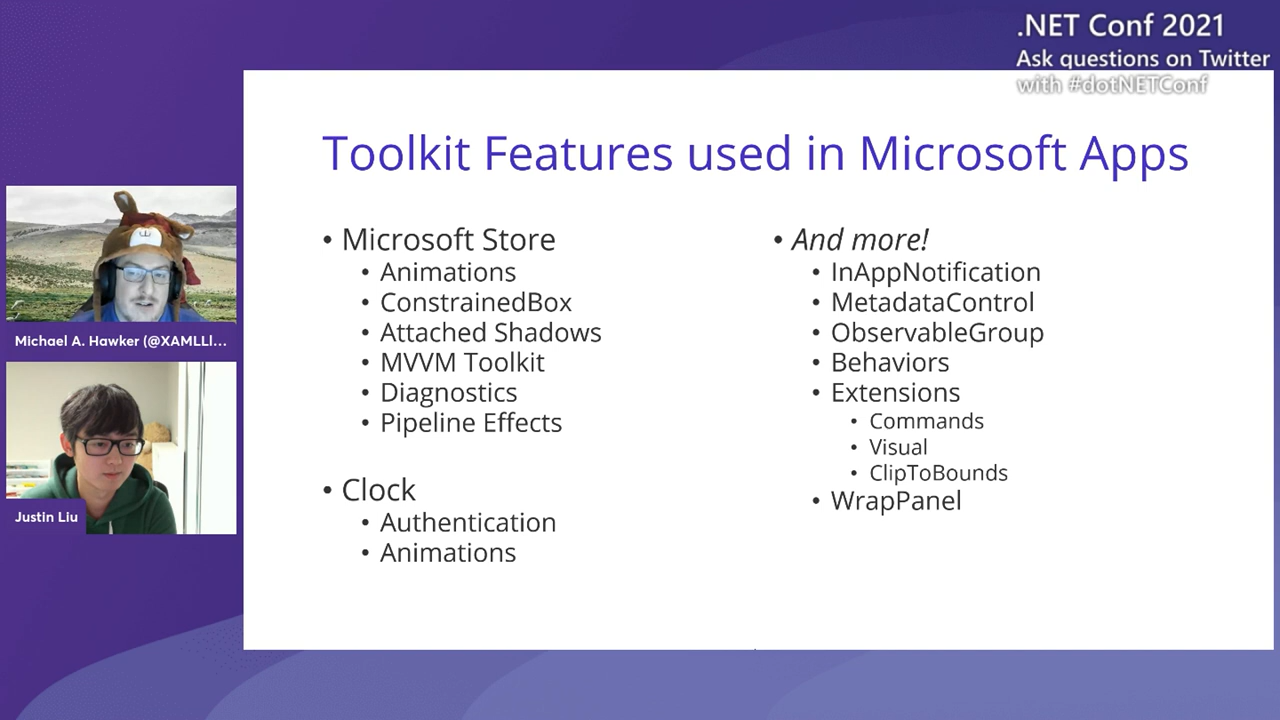 .NET Conf 2021
Ask questions on Twitter
with #dotNETConf
Toolkit Features used in Microsoft Apps
• Microsoft Store
• Animations
• ConstrainedBox
• Attached Shadows
• MVVM Toolkit
• Diagnostics
• Pipeline Effects
• Clock
• Authentication
• Animations
• And more!
• InAppNotification
• MetadataControl
• ObservableGroup
• Behaviors
• Extensions
• Commands
• Visual
• ClipToBounds
• WrapPanel
Michael A. Hawker (@XAMLLl...
Justin Liu